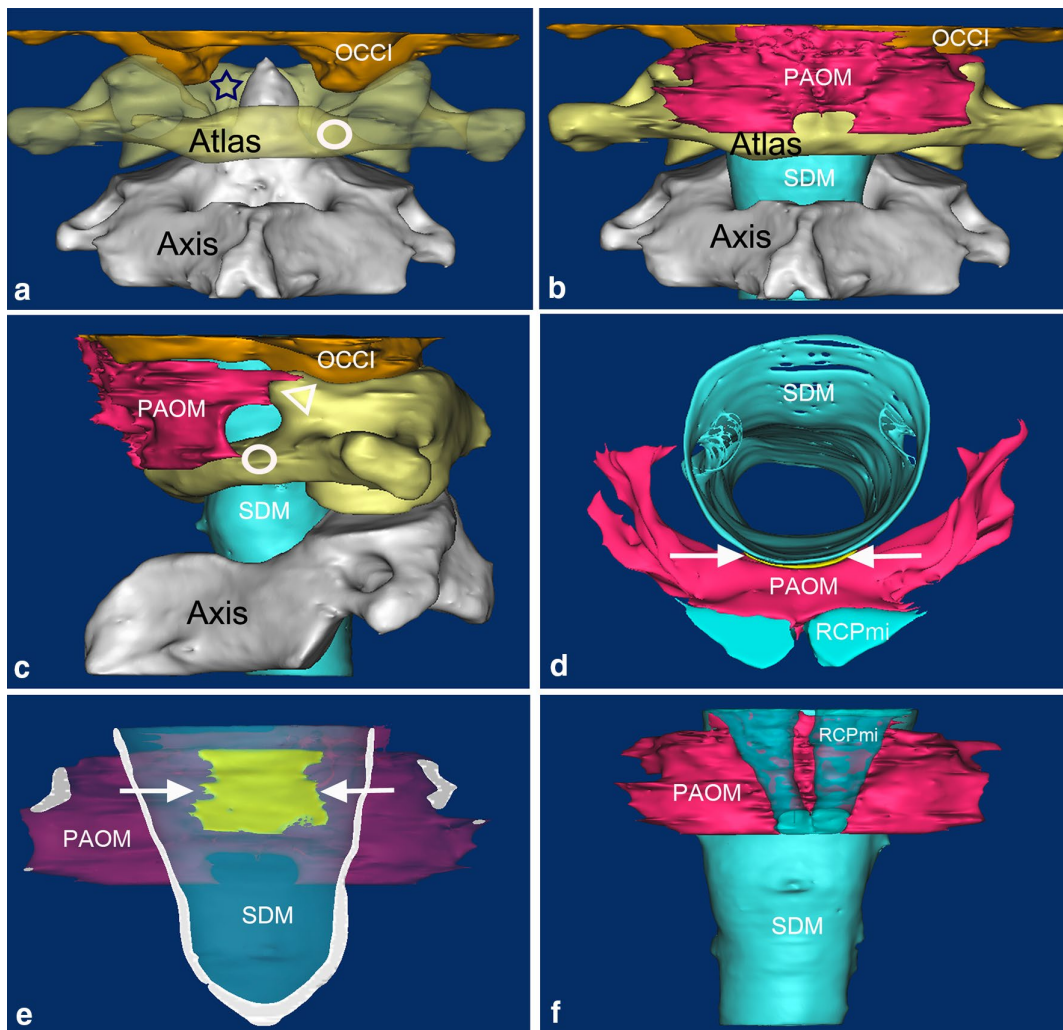 OCCI
Atlas
Axis
a
OCCI
PAOM
Atlas
SDM
Axis
b
OCCI
PAOM
SDM
Axis
c
SDM
PAOM
RCPmi
d
PAOM
SDM
e
RCPmi
PAOM
SDM
f